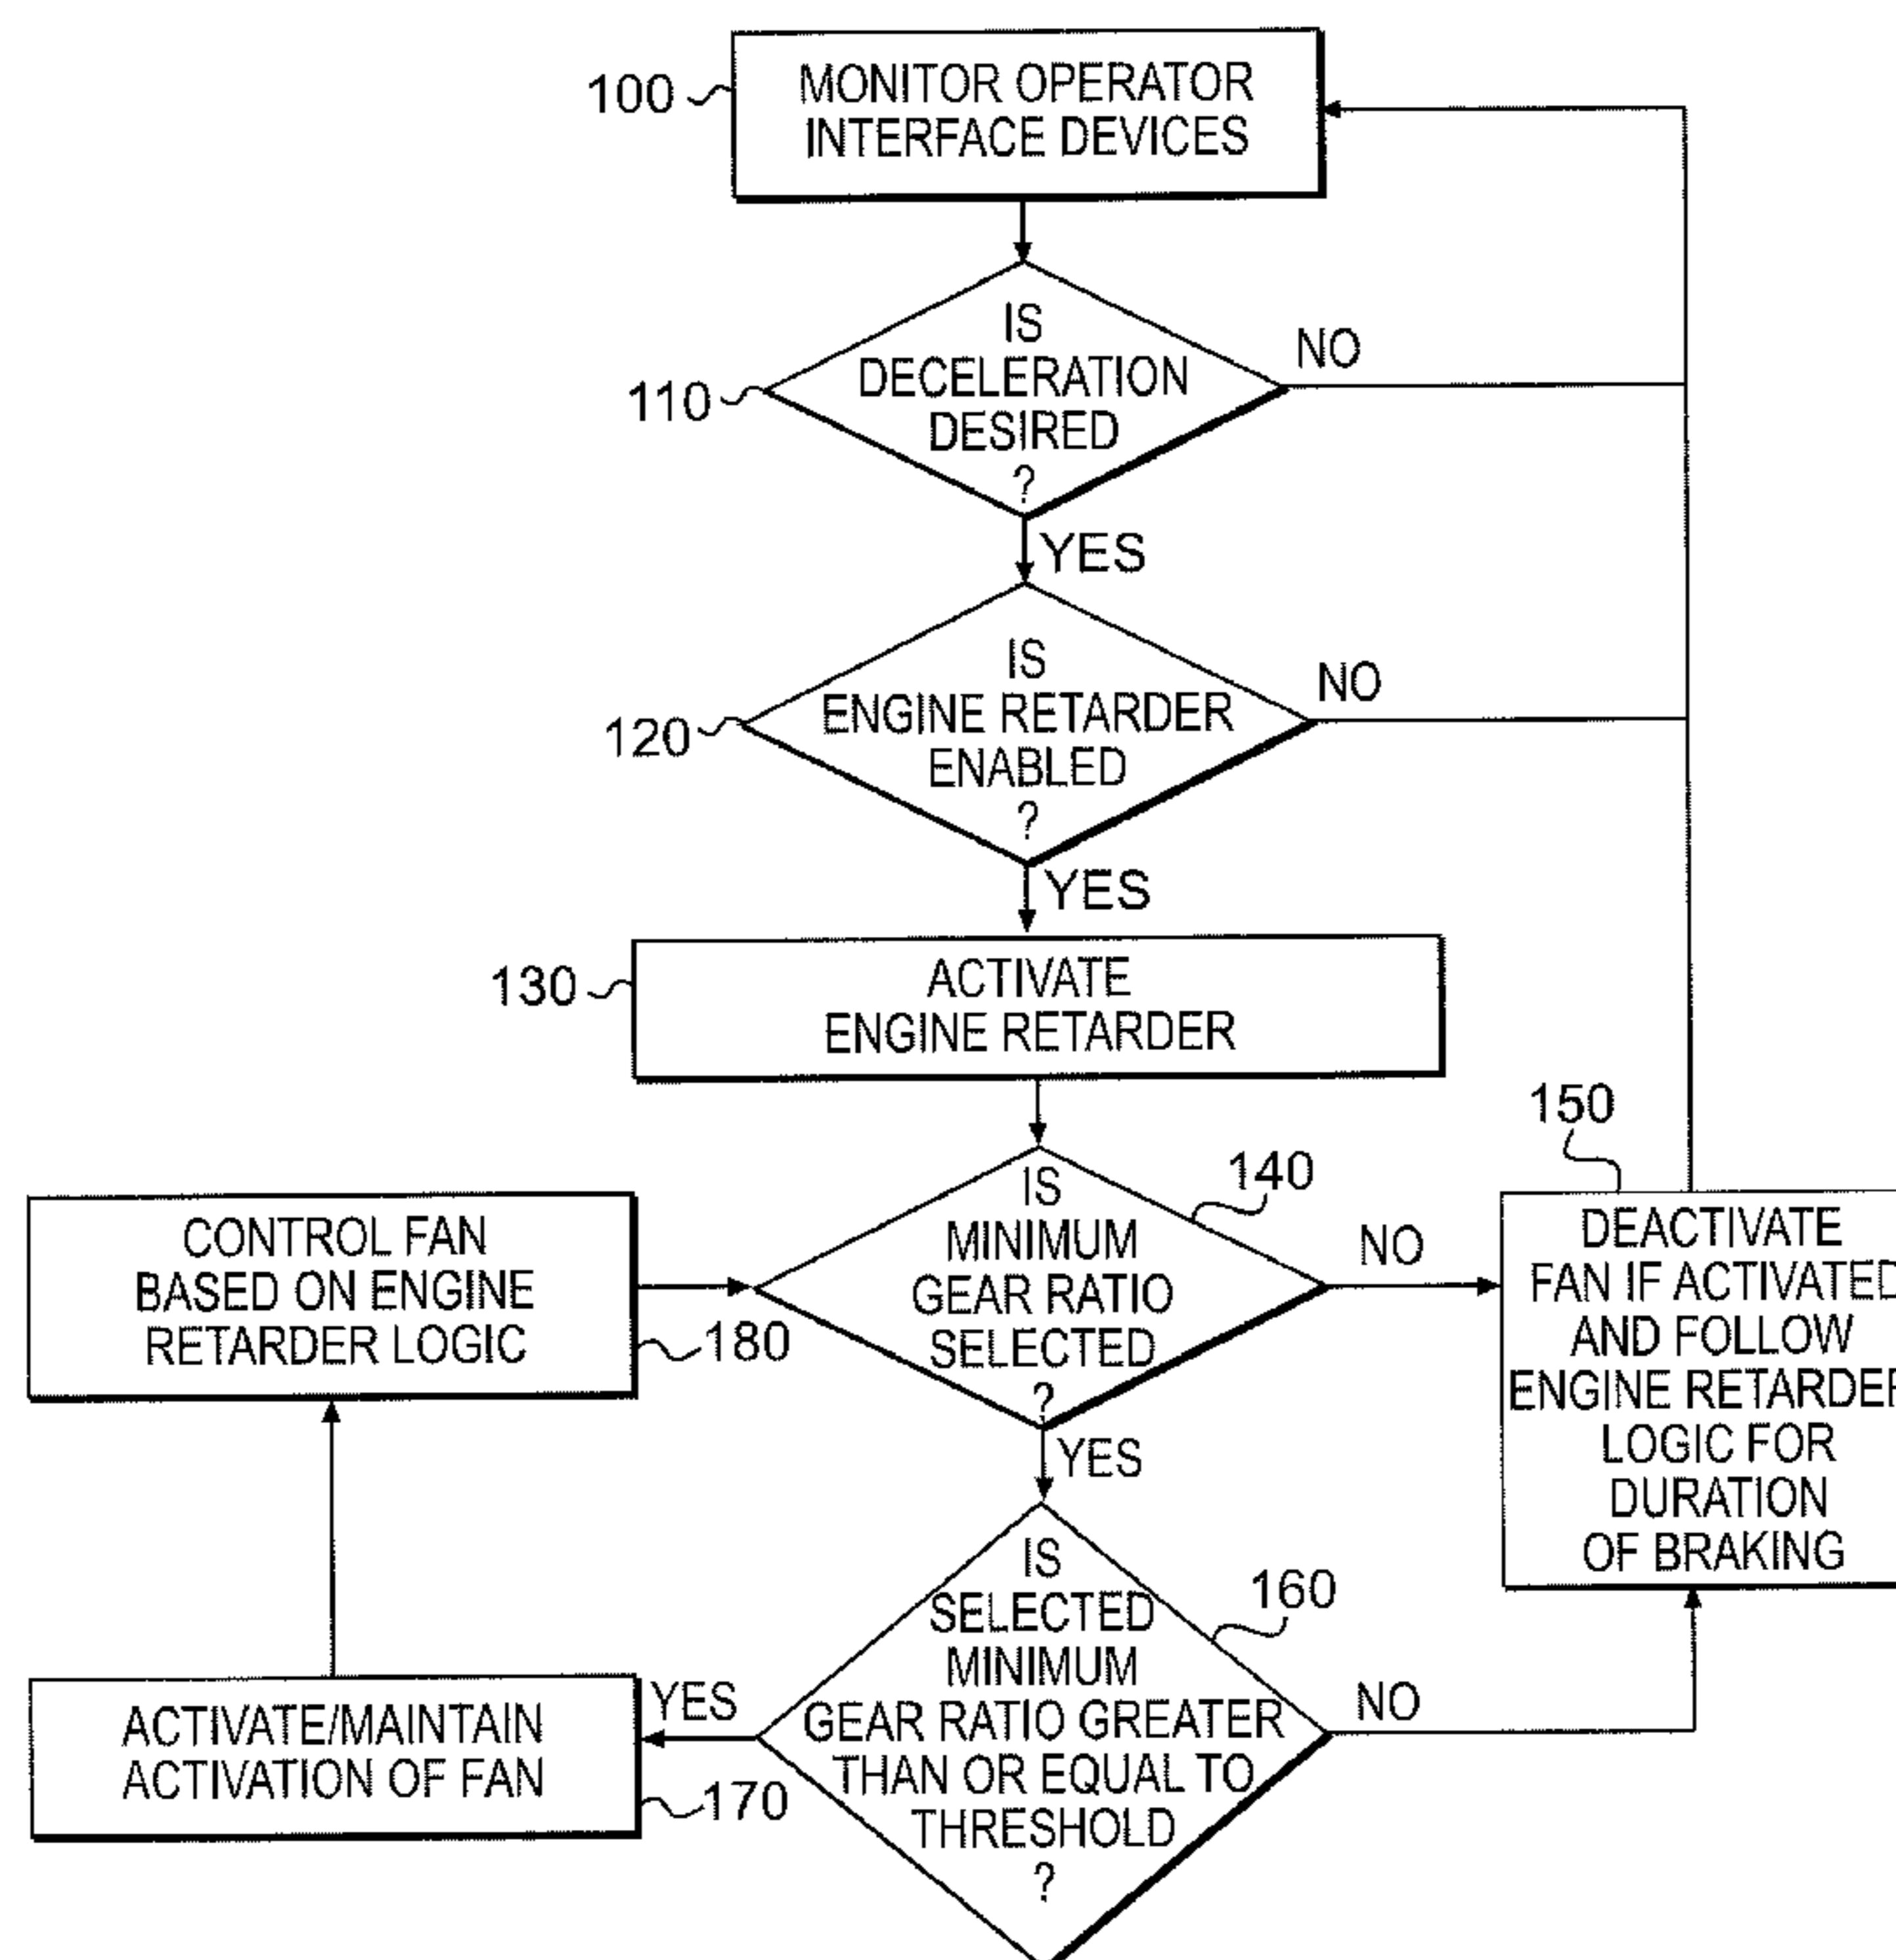 100
MONITOR OPERATOR
INTERFACE DEVICES
110
IS
DECELERATION
DESIRED
?
NO
YES
120
IS
ENGINE RETARDER
ENABLED
?
NO
YES
130
ACTIVATE
ENGINE RETARDER
140
IS
MINIMUM
GEAR RATIO
SELECTED
?
NO
YES
150
DEACTIVATE
FAN IF ACTIVATED
AND FOLLOW
ENGINE RETARDER
LOGIC FOR
DURATION
OF BRAKING
160
IS
SELECTED
MINIMUM
GEAR RATIO GREATER
THAN OR EQUAL TO
THRESHOLD
?
NO
YES
ACTIVATE/MAINTAIN
ACTIVATION OF FAN
170
CONTROL FAN
BASED ON ENGINE
RETARDER LOGIC
180